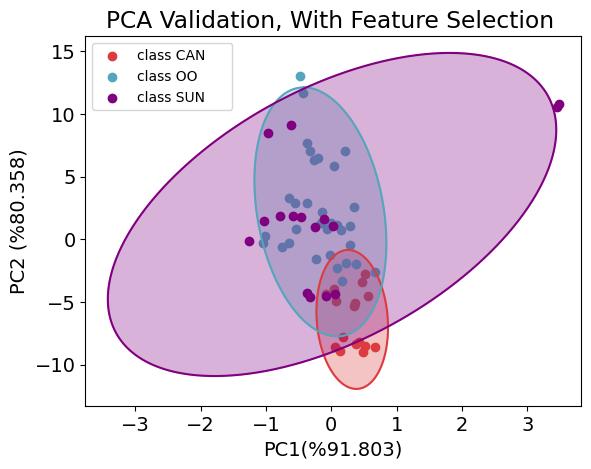 PCA Validation, With Feature Selection
class CAN
class OO
class SUN
PC2 (%80.358)
15
10
5
0
−5
−10
−3
−2
−1
0
1
2
3
PC1(%91.803)